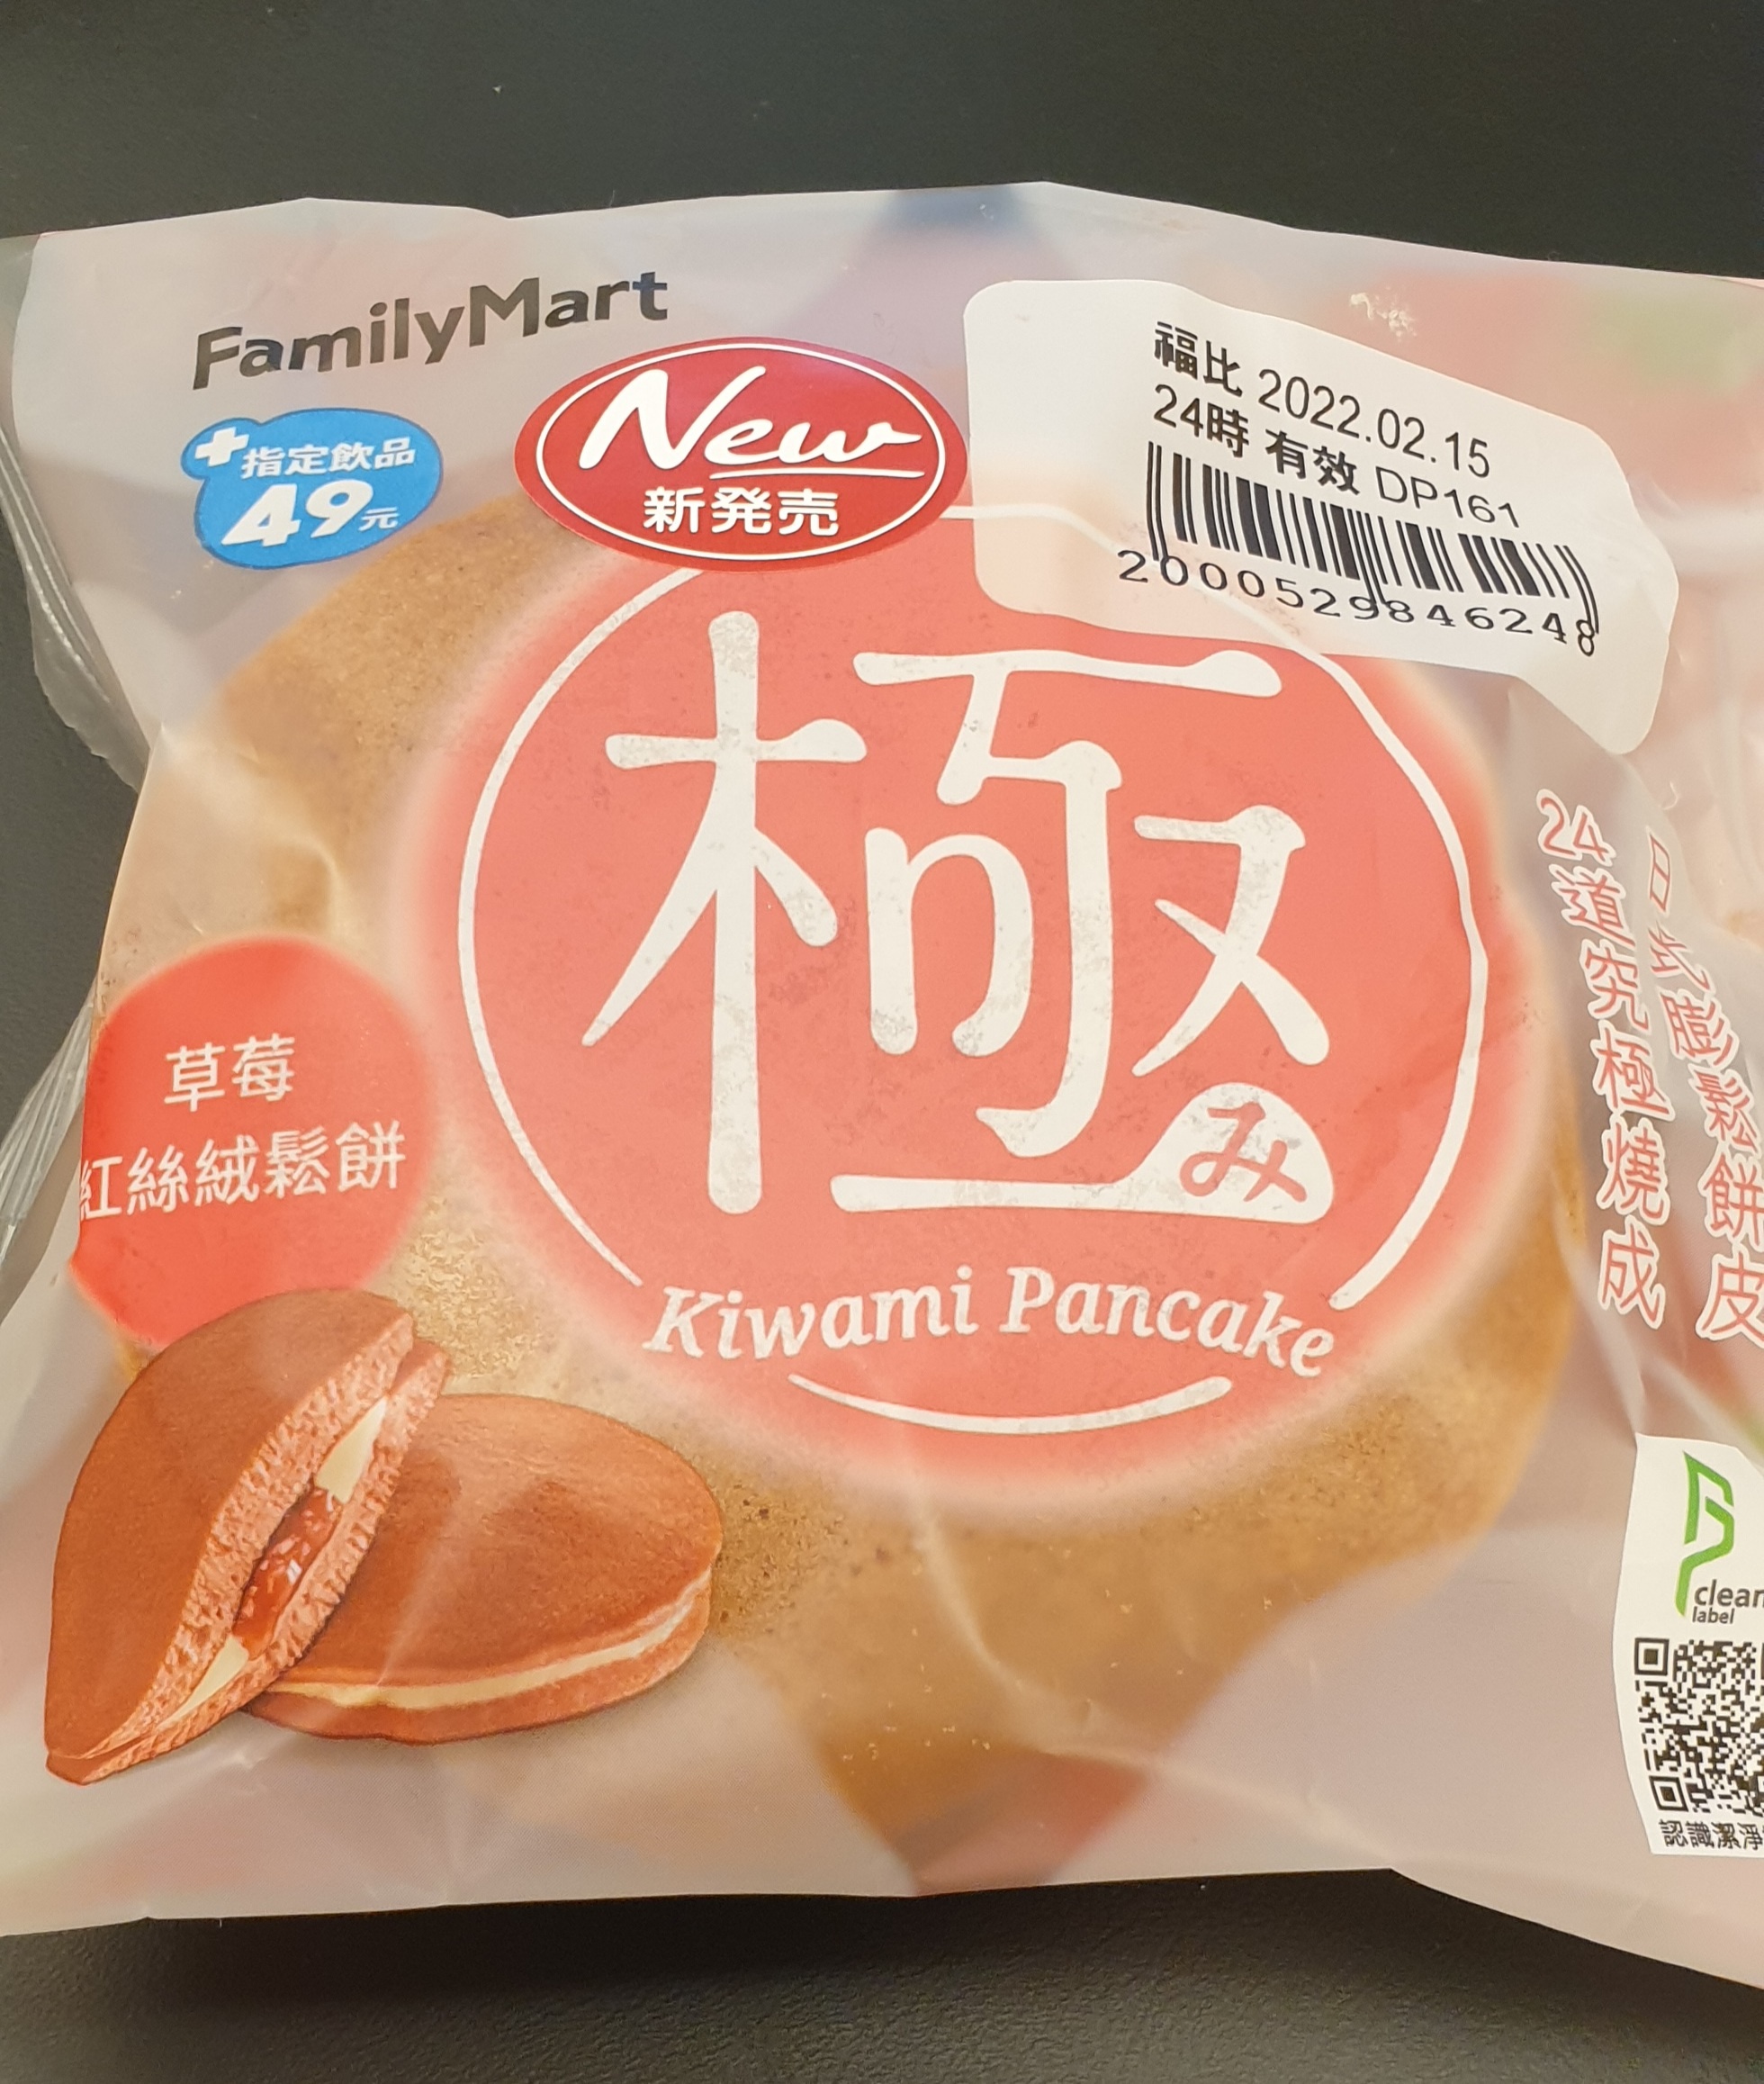 FamilyMart
+指定飲品
49元
New
新発売
福比 2022.02.15
24時 有效 DP161
2000529846248
極み
Kiwami Pancake
草莓
紅絲絨鬆餅
日式膨鬆餅皮
24道究極燒成
clean
label
認識潔淨